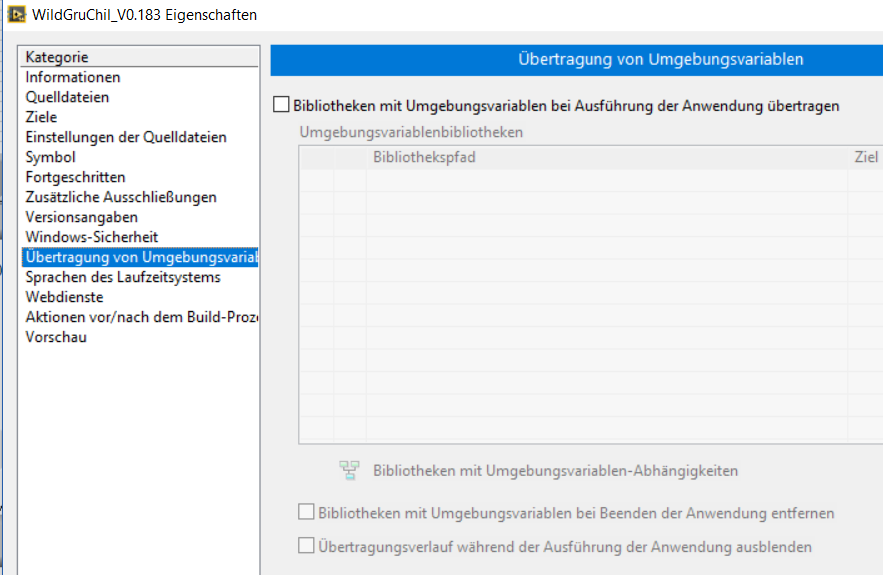 WildGruChil_V0.183 Eigenschaften
Kategorie
Informationen
Quelldateien
Ziele
Einstellungen der Quelldateien
Symbol
Fortgeschritten
Zusätzliche Ausschließungen
Versionsangaben
Windows-Sicherheit
Übertragung von Umgebungsvariab
Sprachen des Laufzeitsystems
Webdienste
Aktionen vor/nach dem Build-Proz
Vorschau
Übertragung von Umgebungsvariablen
Bibliotheken mit Umgebungsvariablen bei Ausführung der Anwendung übertragen
Umgebungsvariablenbibliotheken
Bibliothekspfad Ziel
Bibliotheken mit Umgebungsvariablen-Abhängigkeiten
Bibliotheken mit Umgebungsvariablen bei Beenden der Anwendung entfernen
Übertragungsverlauf während der Ausführung der Anwendung ausblenden